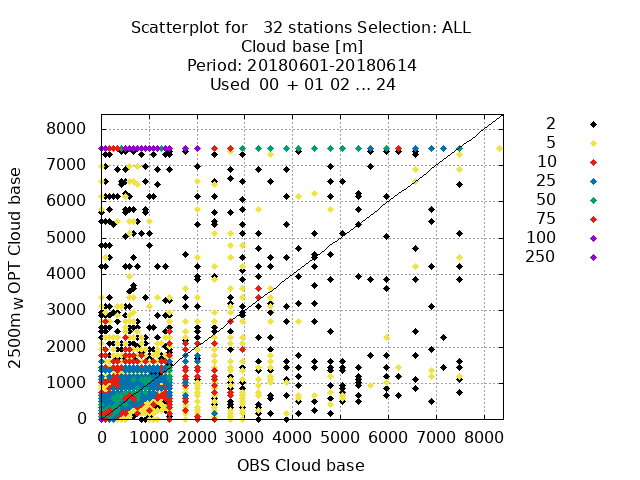 Scatterplot for   32 stations Selection: ALL
Cloud base [m]
Period: 20180601-20180614
Used  00 + 01 02 ... 24
2500m w OPT Cloud base
8000
7000
6000
5000
4000
3000
2000
1000
0
0 1000 2000 3000 4000 5000 6000 7000 8000
OBS Cloud base
2
5
10
25
50
75
100
250